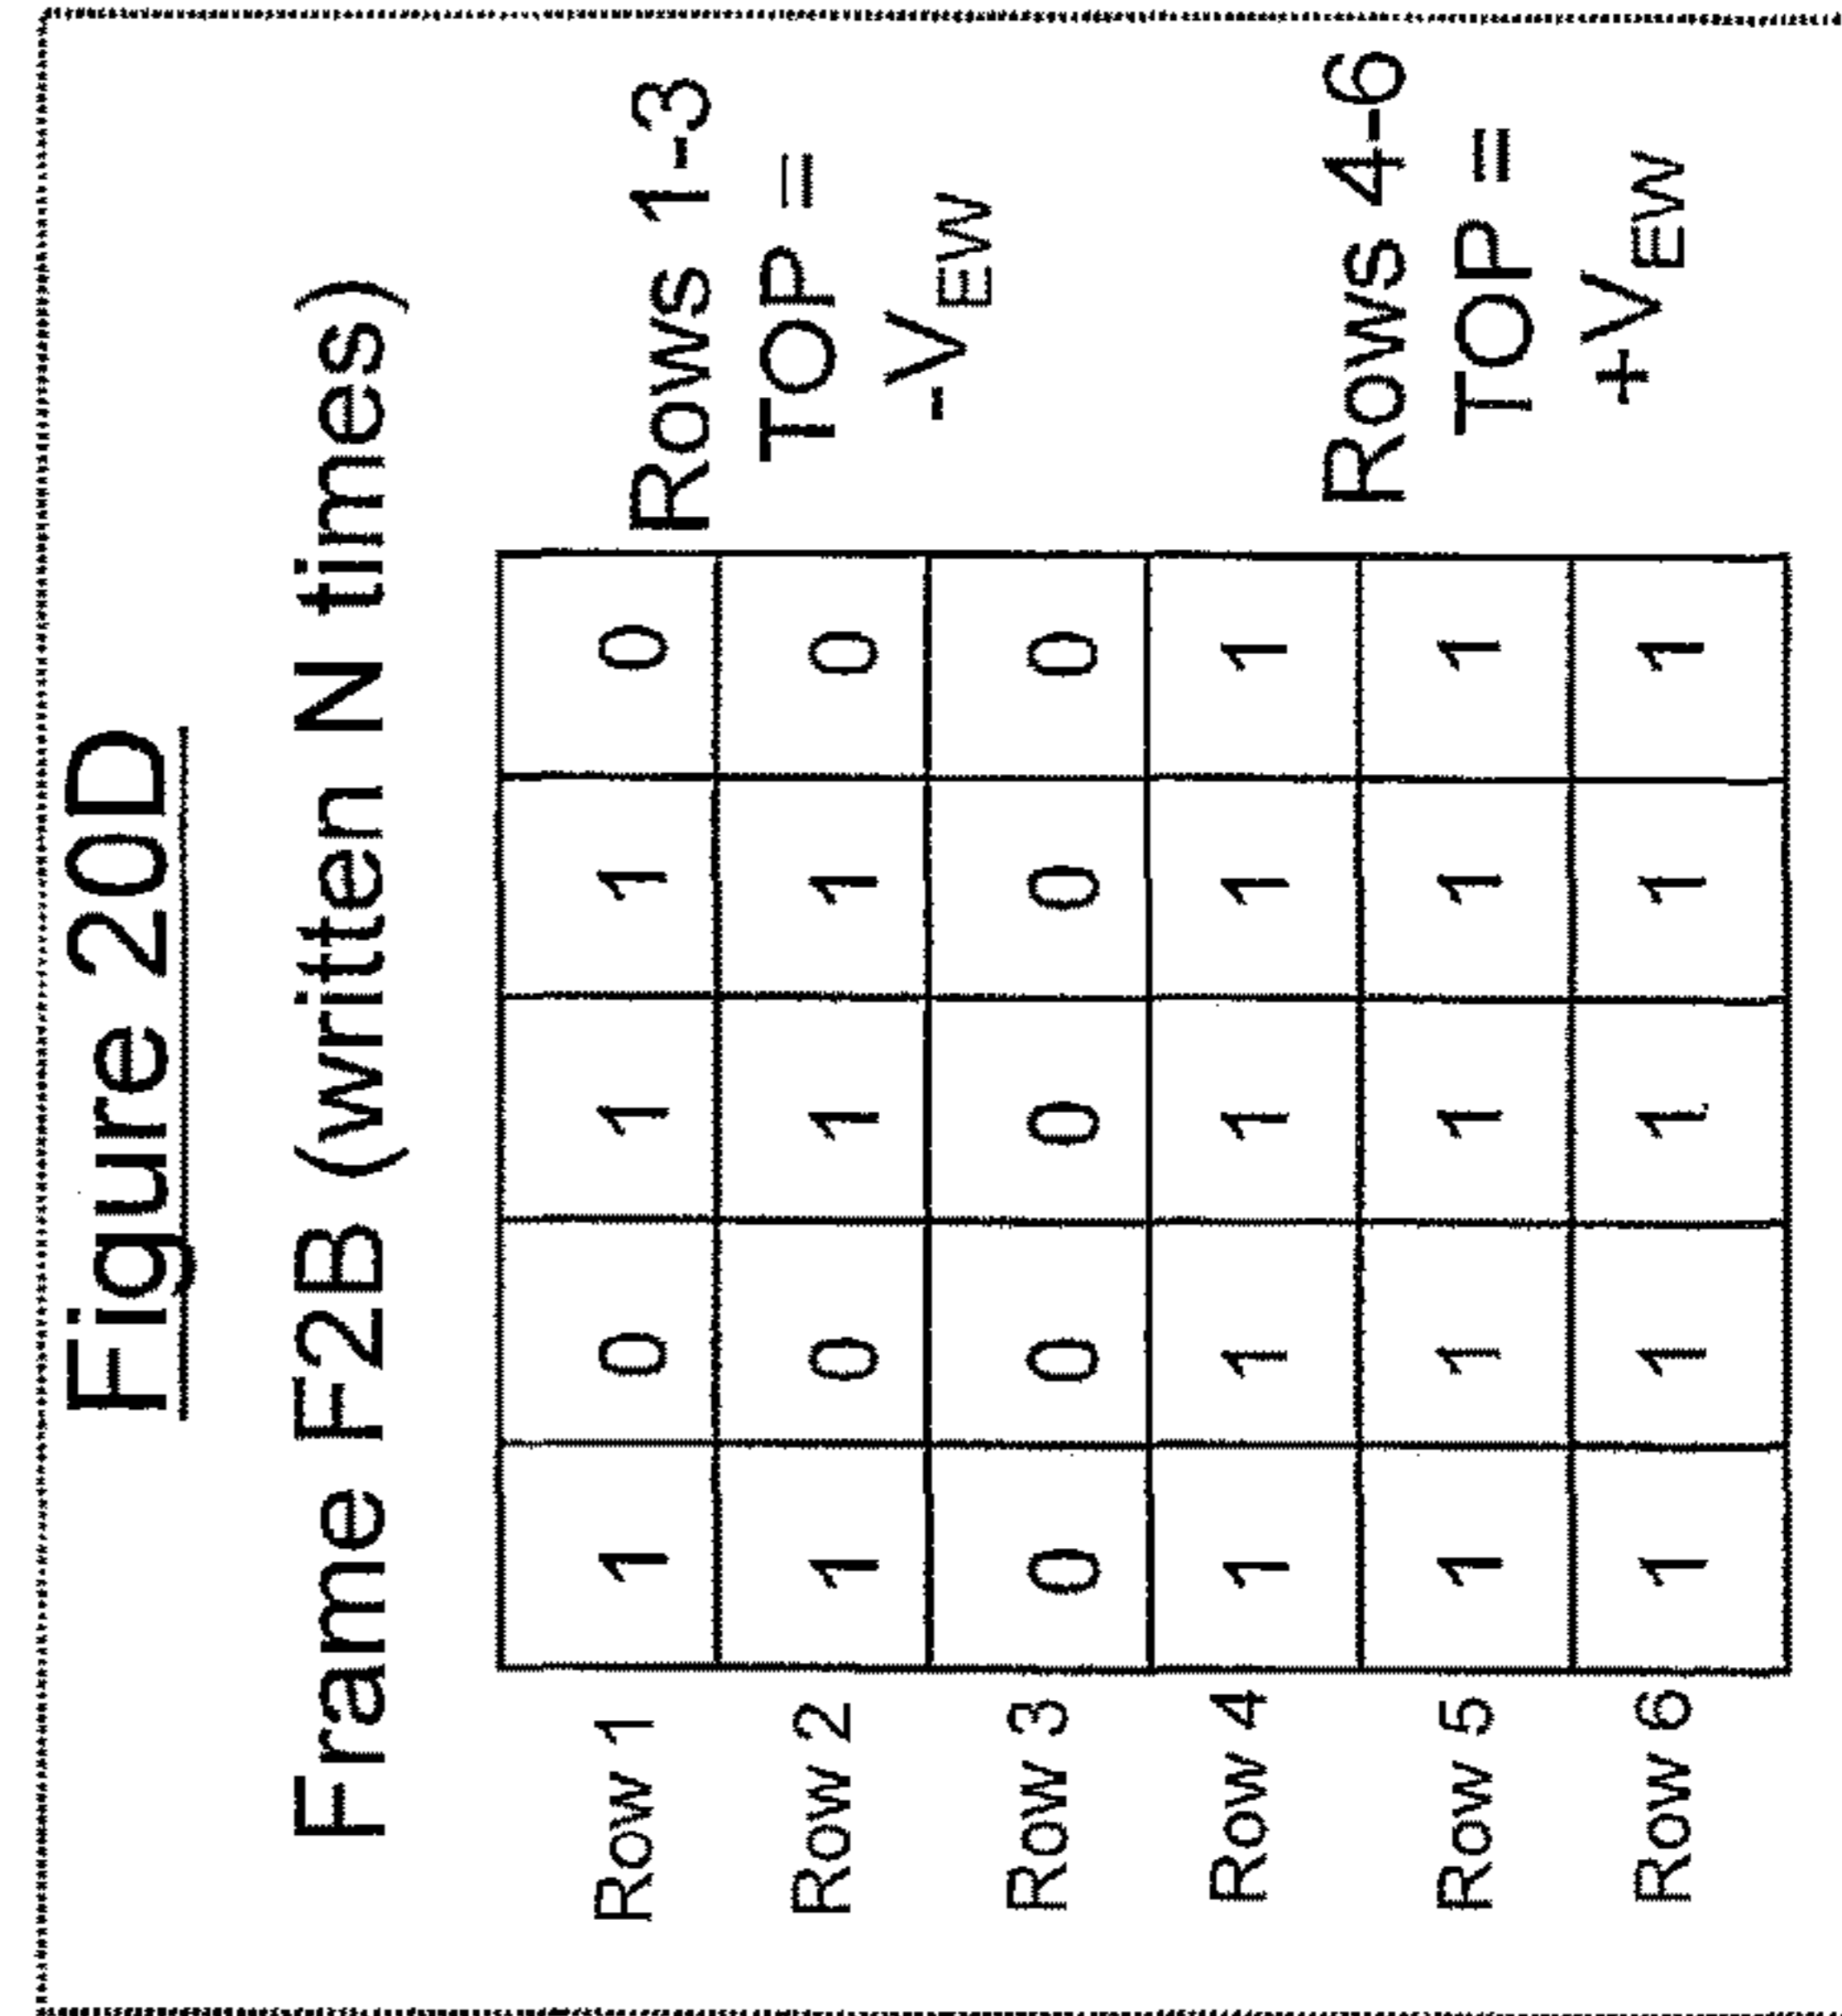 Figure 20D
Frame F2B (written N times)
Row 1 1 0 1 1 0
Row 2 1 0 1 1 0
Row 3 0 0 0 0 0
Rows 1-3
TOP =
-VEW
Row 4 1 1 1 1 1
Row 5 1 1 1 1 1
Row 6 1 1 1 1 1
Rows 4-6
TOP =
+VEW